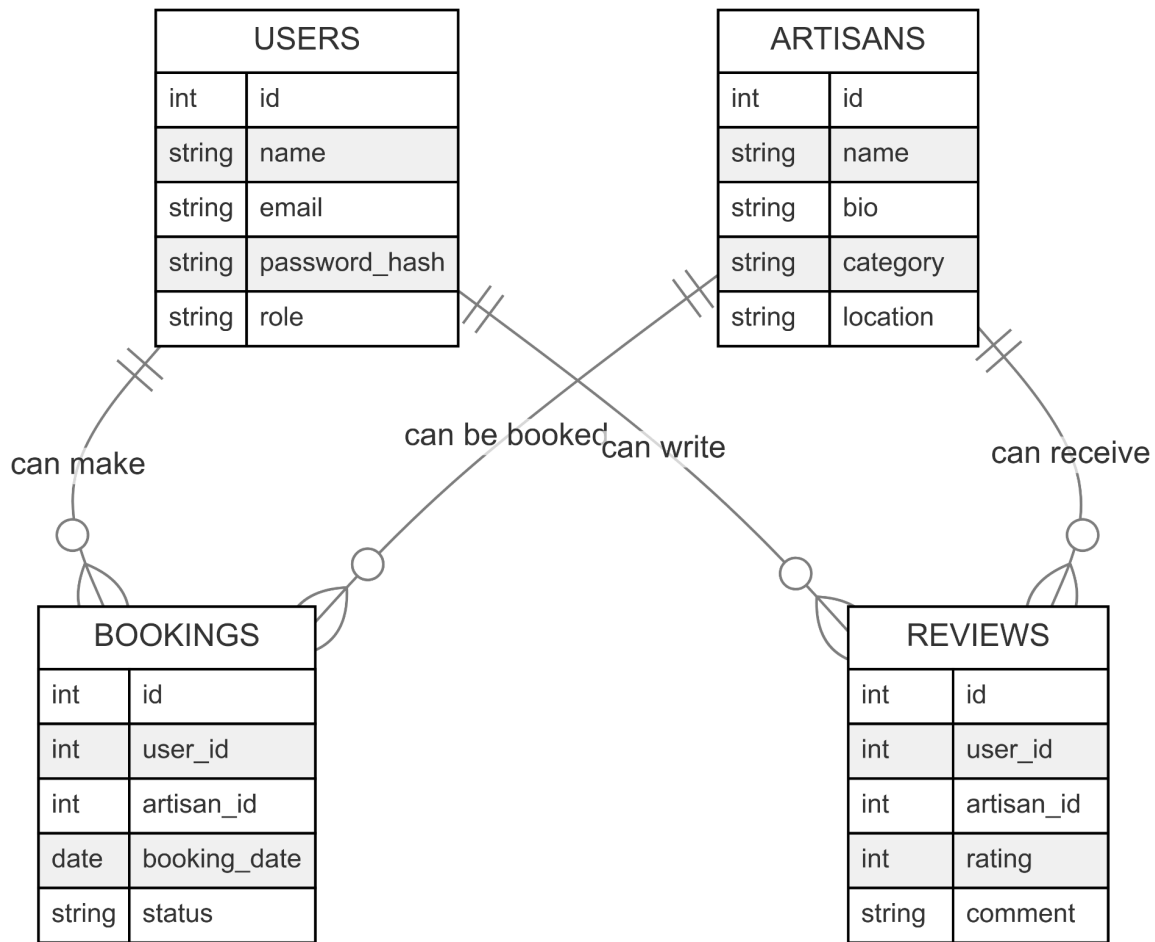 USERS
int id
string name
string email
string password_hash
string role
ARTISANS
int id
string name
string bio
string category
string location
can make
can be booked
can write
can receive
BOOKINGS
int id
int user_id
int artisan_id
date booking_date
string status
REVIEWS
int id
int user_id
int artisan_id
int rating
string comment